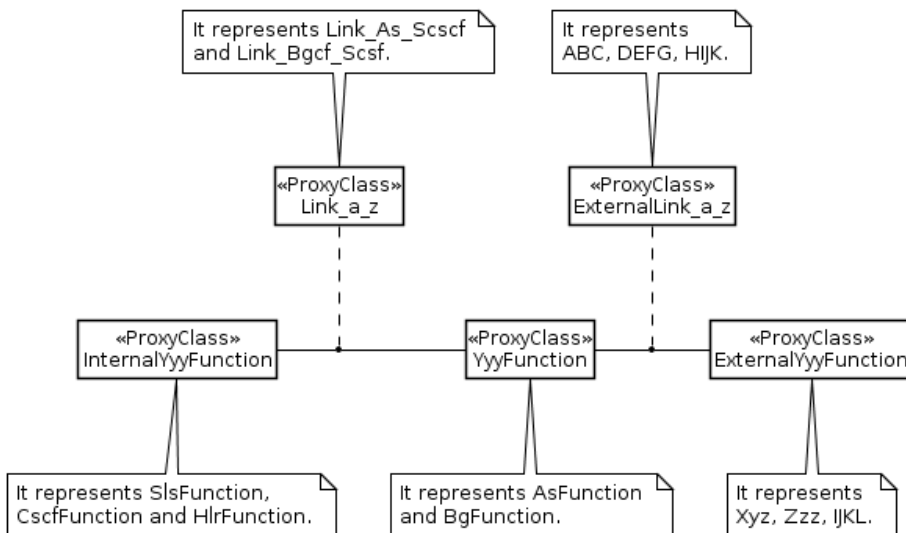 It represents Link_As_Scscf
and Link_Bgcf_Scsf.
It represents
ABC, DEFG, HIJK.
«ProxyClass»
Link_a_z
«ProxyClass»
ExternalLink_a_z
«ProxyClass»
InternalYyyFunction
«ProxyClass»
YyyFunction
«ProxyClass»
ExternalYyyFunction
It represents SlsFunction,
CscfFunction and HlrFunction.
It represents AsFunction
and BgFunction.
It represents
Xyz, Zzz, IJKL.